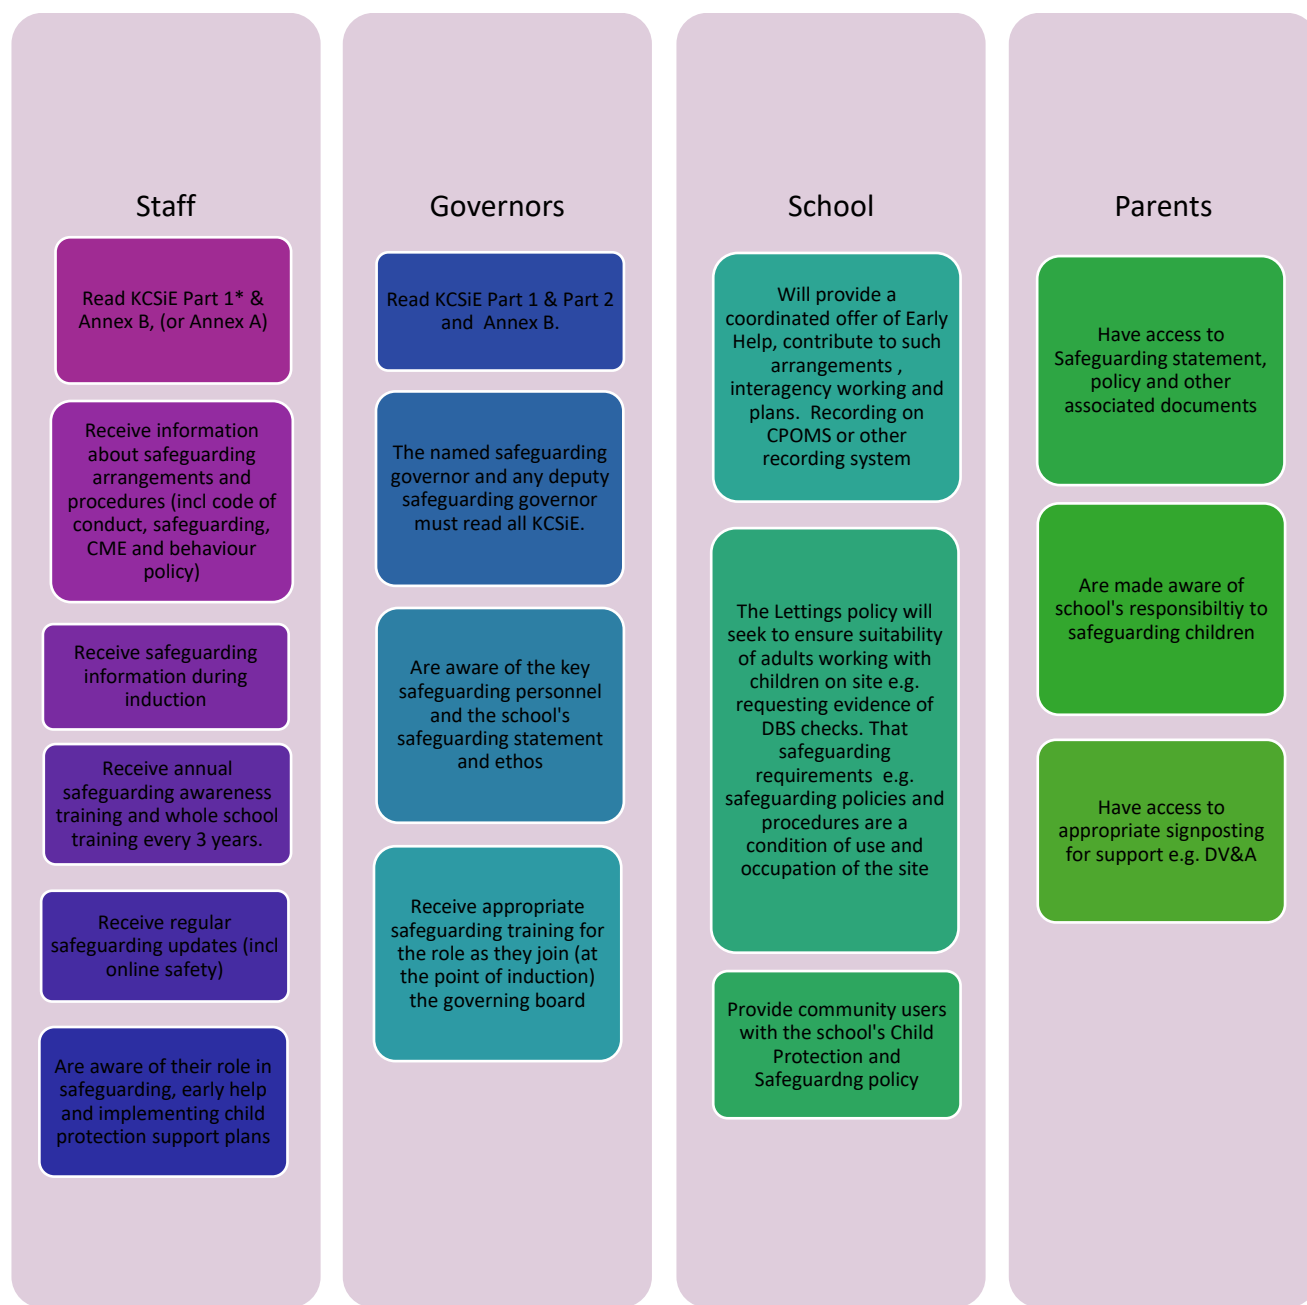 Staff
Read KCSiE Part 1* &
Annex B, (or Annex A)
Receive information
about safeguarding
arrangements and
procedures (incl code of
conduct, safeguarding,
CME and behaviour
policy)
Receive safeguarding
information during
induction
Receive annual
safeguarding awareness
training and whole school
training every 3 years.
Receive regular
safeguarding updates (incl
online safety)
Are aware of their role in
safeguarding, early help
and implementing child
protection support plans
Governors
Read KCSiE Part 1 & Part 2
and Annex B.
The named safeguarding
governor and any deputy
safeguarding governor
must read all KCSiE.
Are aware of the key
safeguarding personnel
and the school's
safeguarding statement
and ethos
Receive appropriate
safeguarding training for
the role as they join (at
the point of induction)
the governing board
School
Will provide a
coordinated offer of Early
Help, contribute to such
arrangements ,
interagency working and
plans. Recording on
CPOMS or other
recording system
The Lettings policy will
seek to ensure suitability
of adults working with
children on site e.g.
requesting evidence of
DBS checks. That
safeguarding
requirements e.g.
safeguarding policies and
procedures are a
condition of use and
occupation of the site
Provide community users
with the school's Child
Protection and
Safeguardng policy
Parents
Have access to
Safeguarding statement,
policy and other
associated documents
Are made aware of
school's responsibiltiy to
safeguarding children
Have access to
appropriate signposting
for support e.g. DV&A